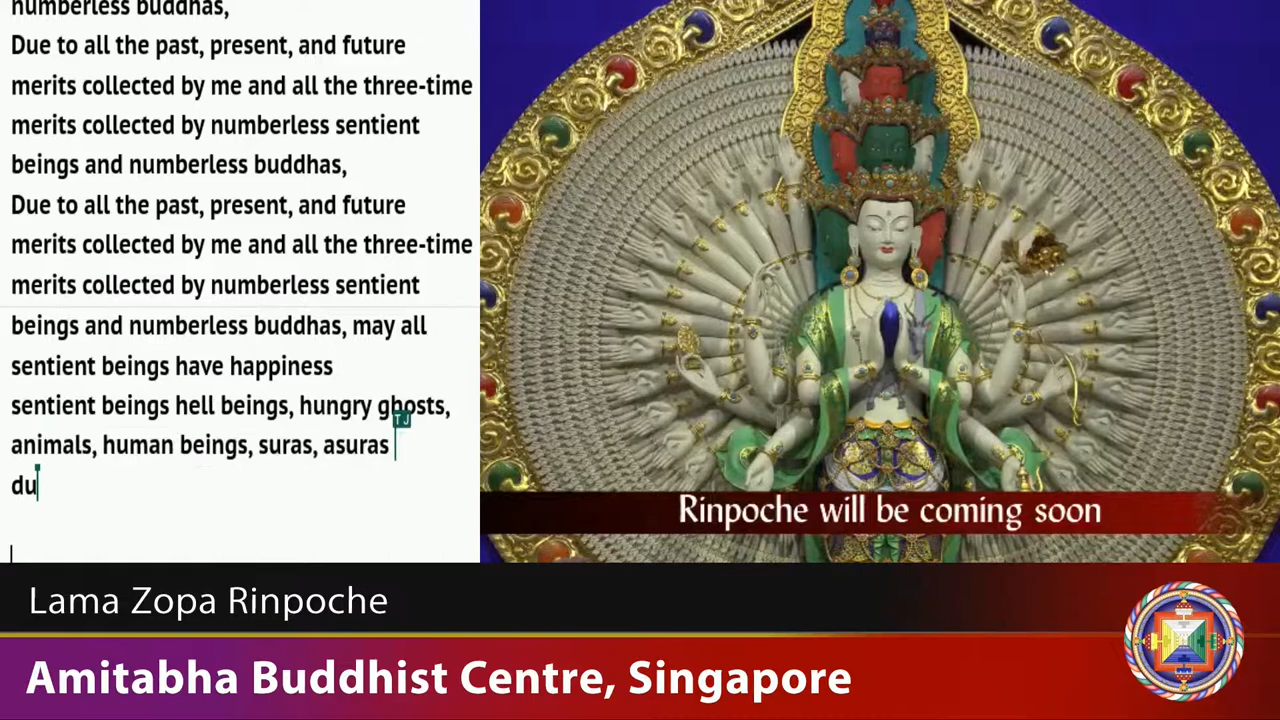 numberless buddhas,
Due to all the past, present, and future
merits collected by me and all the three-time
merits collected by numberless sentient
beings and numberless buddhas,
Due to all the past, present, and future
merits collected by me and all the three-time
merits collected by numberless sentient
beings and numberless buddhas, may all
sentient beings have happiness
sentient beings hell beings, hungry ghosts,
TJ
animals, human beings, suras, asuras
du
Rinpoche will be coming soon
Lama Zopa Rinpoche
Amitabha Buddhist Centre, Singapore